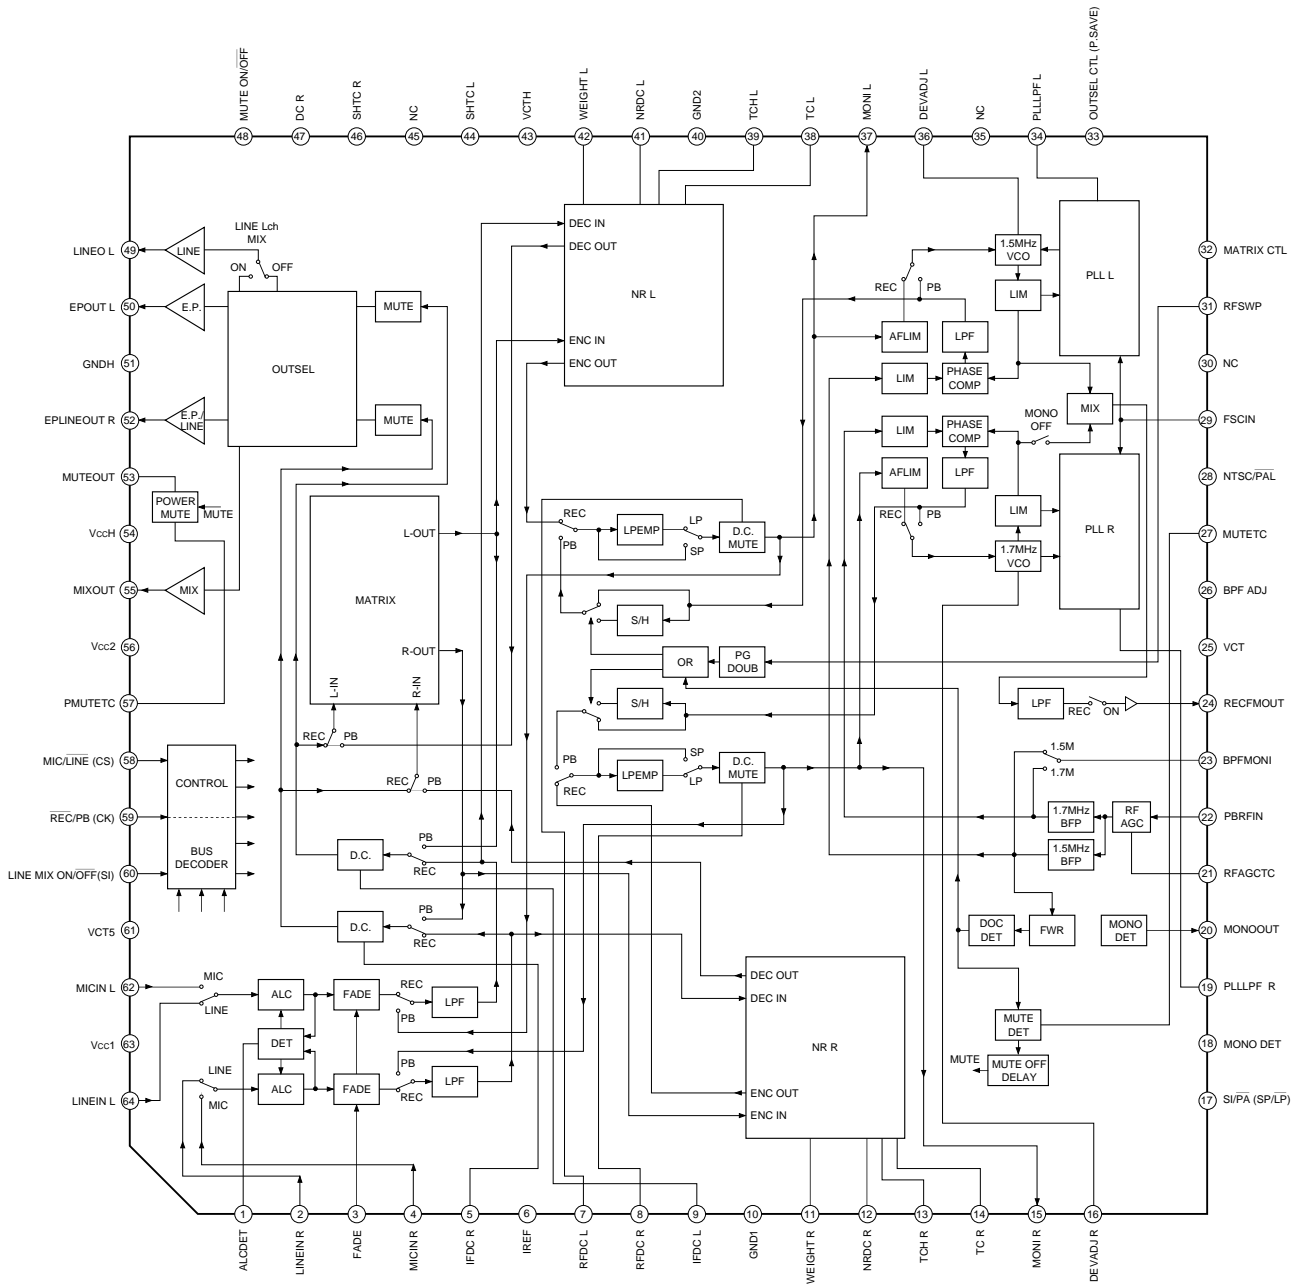 MUTE ON/OFF
DC R
SHTC R
NC
SHTC L
VCTH
WEIGHT L
NRDC L
GND2
TCH L
TC L
MONI L
DEVADJ L
NC
PLLLPF L
OUTSEL CTL (P.SAVE)
48 47 46 45 44 43 42 41 40 39 38 37 36 35 34 33
LINEO L 49
EPOUT L 50
GNDH 51
EPLINEOUT R 52
MUTEOUT 53
VccH 54
MIXOUT 55
Vcc2 56
PMUTETC 57
MIC/LINE (CS) 58
REC/PB (CK) 59
LINE MIX ON/OFF(SI) 60
VCT5 61
MICIN L 62
Vcc1 63
LINEIN L 64
LINE
LINE Lch
MIX
ON OFF
E.P.
OUTSEL
MUTE
MUTE
E.P./
LINE
POWER
MUTE
MUTE
MIX
MATRIX
L-OUT
R-OUT
L-IN
R-IN
REC PB
REC PB
CONTROL
BUS
DECODER
D.C.
PB
REC
D.C.
PB
REC
MIC
LINE
ALC
FADE
REC
PB
LPF
DET
LINE
MIC
ALC
FADE
PB
REC
LPF
DEC IN
DEC OUT
NR L
ENC IN
ENC OUT
REC
PB
LPEMP
LP
SP
D.C.
MUTE
S/H
OR
PG
DOUB
S/H
PB
REC
LPEMP
SP
LP
D.C.
MUTE
DEC OUT
DEC IN
NR R
ENC OUT
ENC IN
1.5MHz
VCO
PLL L
REC PB
LIM
AFLIM
LPF
LIM
PHASE
COMP
MONO
OFF
MIX
LIM
PHASE
COMP
AFLIM
LPF
LIM
REC PB
1.7MHz
VCO
PLL R
LPF
REC ON
1.5M
1.7M
1.7MHz
BFP
RF
AGC
1.5MHz
BFP
DOC
DET
FWR
MONO
DET
MUTE
DET
MUTE
MUTE OFF
DELAY
32 MATRIX CTL
31 RFSWP
30 NC
29 FSCIN
28 NTSC/PAL
27 MUTETC
26 BPF ADJ
25 VCT
24 RECFMOUT
23 BPFMONI
22 PBRFIN
21 RFAGCTC
20 MONOOUT
19 PLLLPF R
18 MONO DET
17 SI/PA (SP/LP)
1 2 3 4 5 6 7 8 9 10 11 12 13 14 15 16
ALCDET
LINEIN R
FADE
MICIN R
IFDC R
IREF
RFDC L
RFDC R
IFDC L
GND1
WEIGHT R
NRDC R
TCH R
TC R
MONI R
DEVADJ R